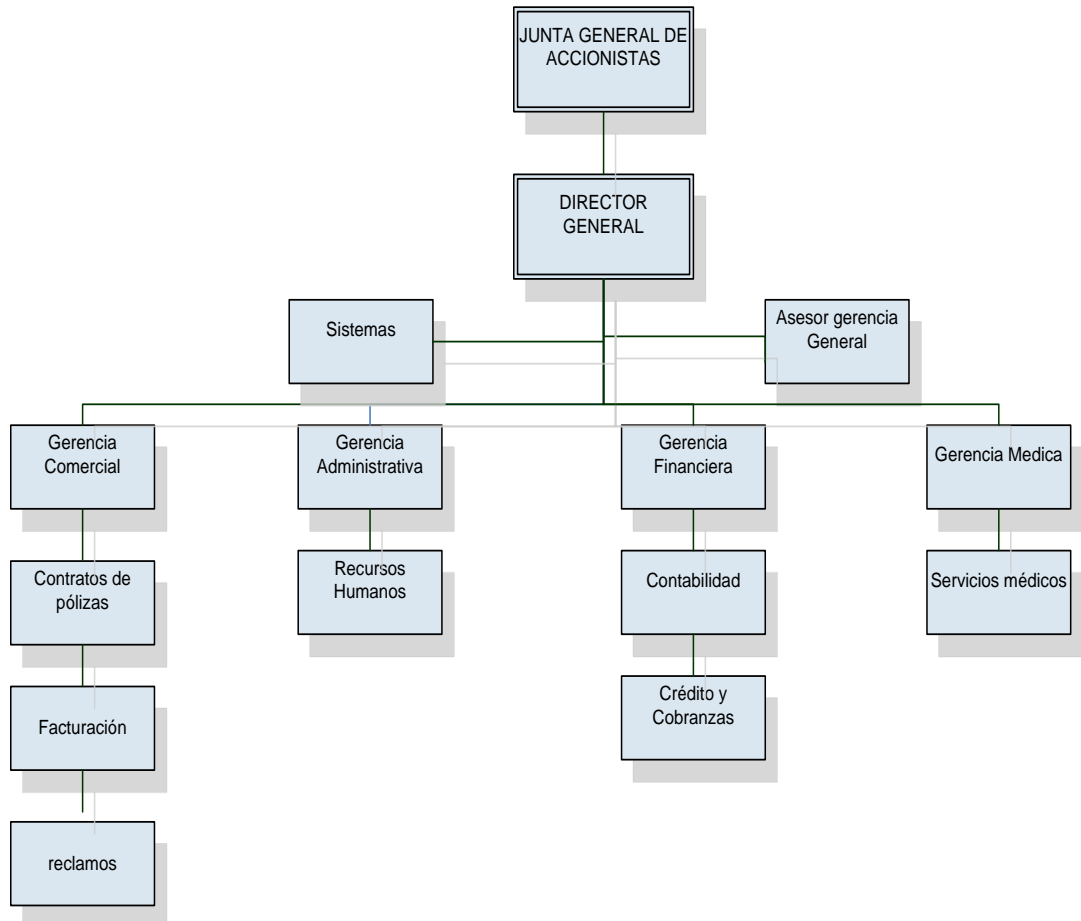 JUNTA GENERAL DE
ACCIONISTAS
DIRECTOR
GENERAL
Sistemas
Asesor gerencia
General
Gerencia
Comercial
Gerencia
Administrativa
Gerencia
Financiera
Gerencia Medica
Contratos de
pólizas
Recursos
Humanos
Contabilidad
Servicios médicos
Facturación
Crédito y
Cobranzas
reclamos